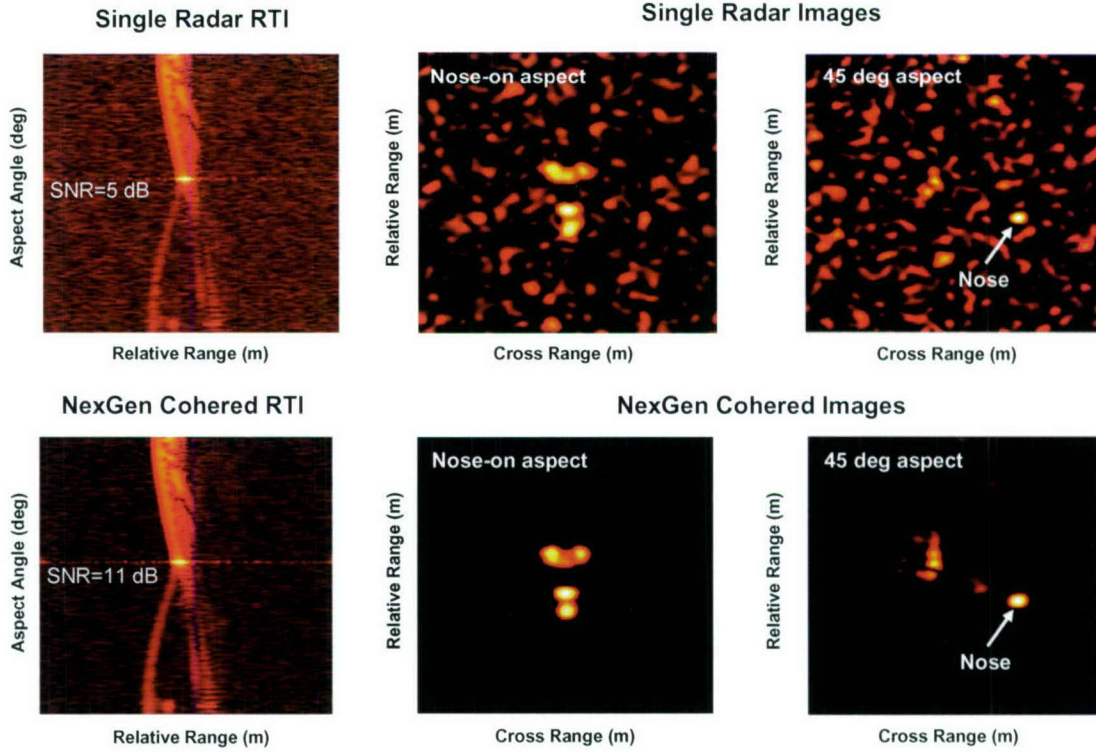 Single Radar RTI
Single Radar Images
Aspect Angle (deg)
SNR=5 dB
Relative Range (m)
Relative Range (m)
Nose-on aspect
Cross Range (m)
Relative Range (m)
45 deg aspect
Nose
Cross Range (m)
NexGen Cohered RTI
NexGen Cohered Images
Aspect Angle (deg)
SNR=11 dB
Relative Range (m)
Relative Range (m)
Nose-on aspect
Cross Range (m)
Relative Range (m)
45 deg aspect
Nose
Cross Range (m)